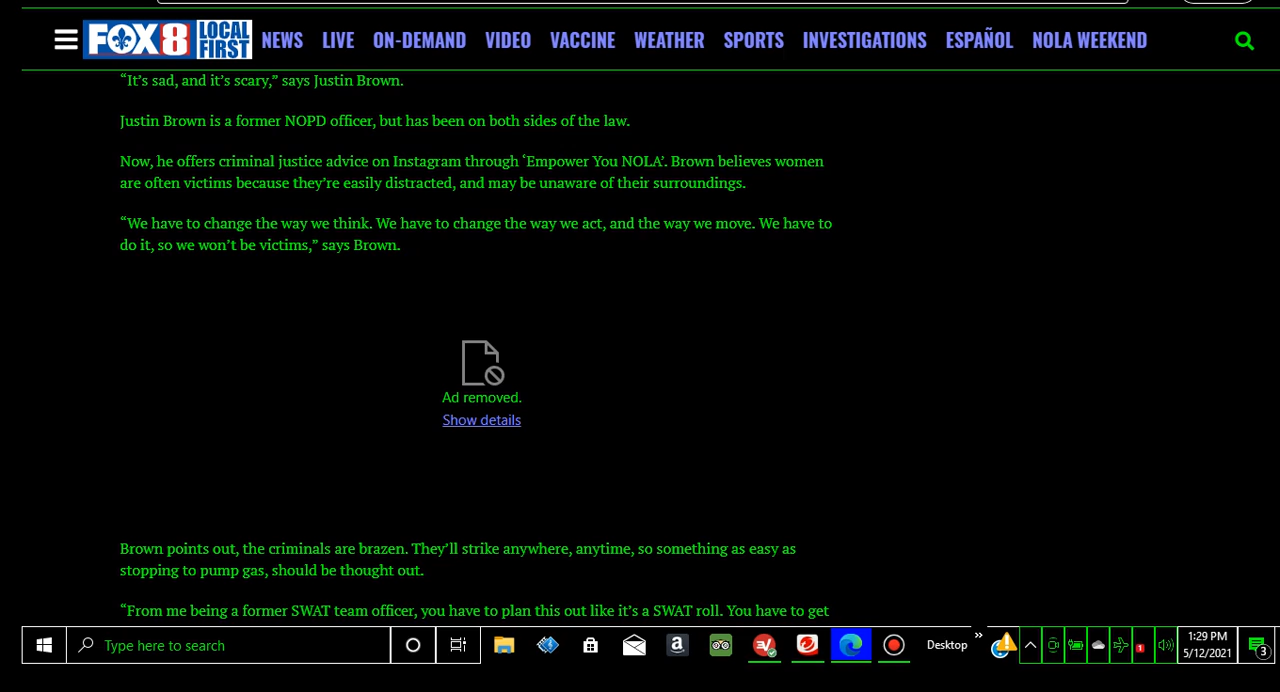 FOX 8 LOCAL FIRST NEWS LIVE ON-DEMAND VIDEO VACCINE WEATHER SPORTS INVESTIGATIONS ESPAÑOL NOLA WEEKEND
“It’s sad, and it’s scary,” says Justin Brown.
Justin Brown is a former NOPD officer, but has been on both sides of the law.
Now, he offers criminal justice advice on Instagram through ‘Empower You NOLA’. Brown believes women
are often victims because they’re easily distracted, and may be unaware of their surroundings.
“We have to change the way we think. We have to change the way we act, and the way we move. We have to
do it, so we won’t be victims,” says Brown.
Ad removed.
Show details
Brown points out, the criminals are brazen. They’ll strike anywhere, anytime, so something as easy as
stopping to pump gas, should be thought out.
“From me being a former SWAT team officer, you have to plan this out like it’s a SWAT roll. You have to get
Type here to search
Desktop
1
1:29 PM
5/12/2021
3